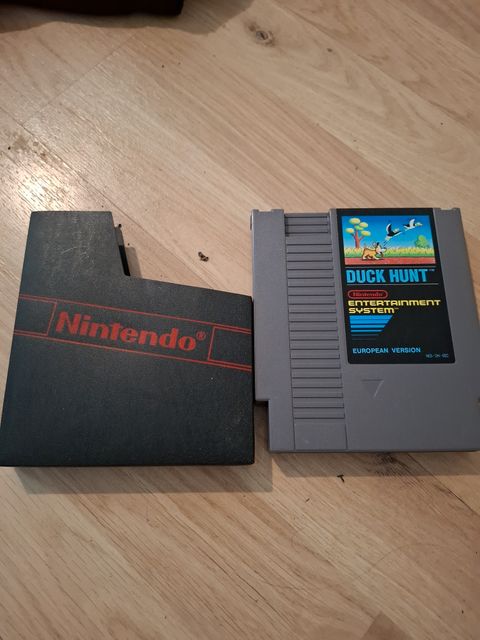 Nintendo®
DUCK HUNT™
Nintendo
ENTERTAINMENT
SYSTEM™
EUROPEAN VERSION